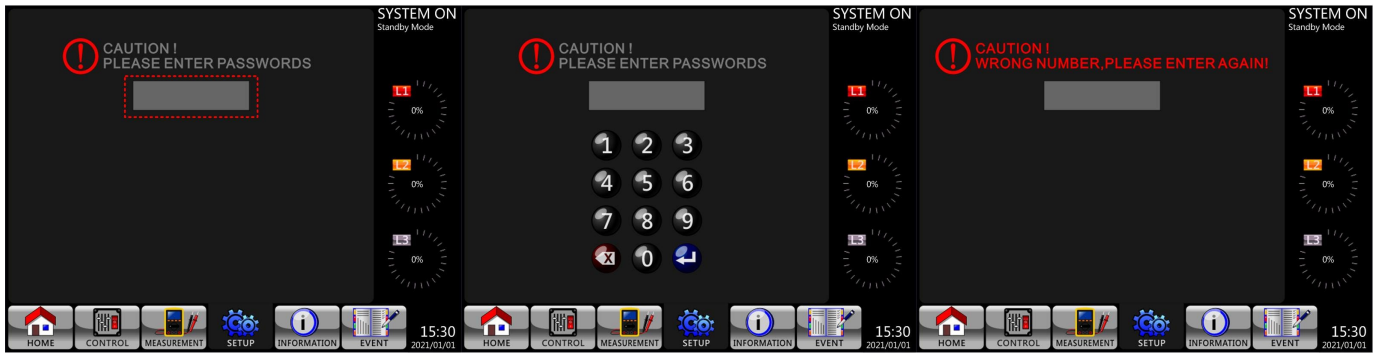 SYSTEM ON
Standby Mode
CAUTION !
PLEASE ENTER PASSWORDS
L1
0%
L2
0%
L3
0%
HOME
CONTROL
MEASUREMENT
SETUP
INFORMATION
EVENT
15:30
2021/01/01
SYSTEM ON
Standby Mode
CAUTION !
PLEASE ENTER PASSWORDS
1 2 3
4 5 6
7 8 9
X 0
L1
0%
L2
0%
L3
0%
HOME
CONTROL
MEASUREMENT
SETUP
INFORMATION
EVENT
15:30
2021/01/01
SYSTEM ON
Standby Mode
CAUTION !
WRONG NUMBER,PLEASE ENTER AGAIN!
L1
0%
L2
0%
L3
0%
HOME
CONTROL
MEASUREMENT
SETUP
INFORMATION
EVENT
15:30
2021/01/01